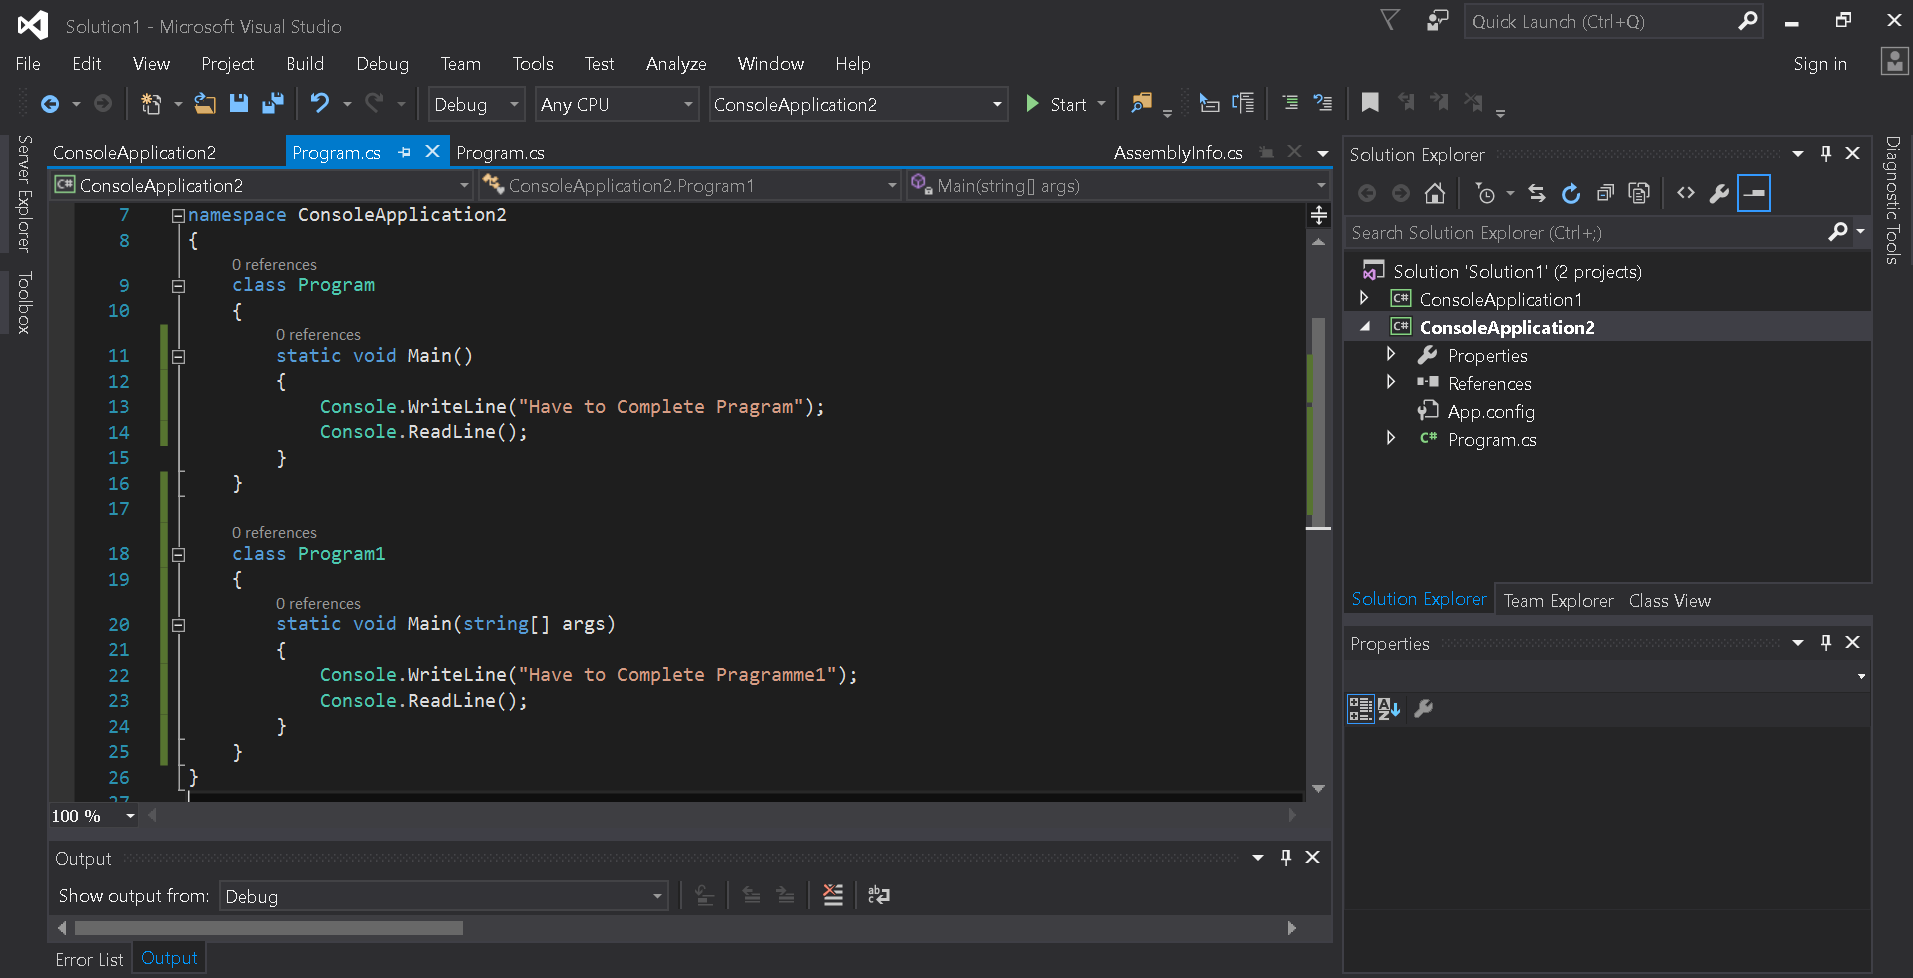 Solution1 - Microsoft Visual Studio
Quick Launch (Ctrl+Q)
File Edit View Project Build Debug Team Tools Test Analyze Window Help
Sign in
Debug Any CPU ConsoleApplication2 Start
Server Explorer
Toolbox
ConsoleApplication2 Program.cs Program.cs AssemblyInfo.cs
C# ConsoleApplication2 ConsoleApplication2.Program1 Main(string[] args)
7 namespace ConsoleApplication2
8 {
0 references
9 class Program
10 {
0 references
11 static void Main()
12 {
13 Console.WriteLine("Have to Complete Pragram");
14 Console.ReadLine();
15 }
16 }
17
0 references
18 class Program1
19 {
0 references
20 static void Main(string[] args)
21 {
22 Console.WriteLine("Have to Complete Pragramme1");
23 Console.ReadLine();
24 }
25 }
26 }
27
100 %
Output
Show output from: Debug
Error List Output
Solution Explorer
Search Solution Explorer (Ctrl+;)
Solution 'Solution1' (2 projects)
C# ConsoleApplication1
C# ConsoleApplication2
Properties
References
App.config
C# Program.cs
Solution Explorer Team Explorer Class View
Properties
Diagnostic Tools